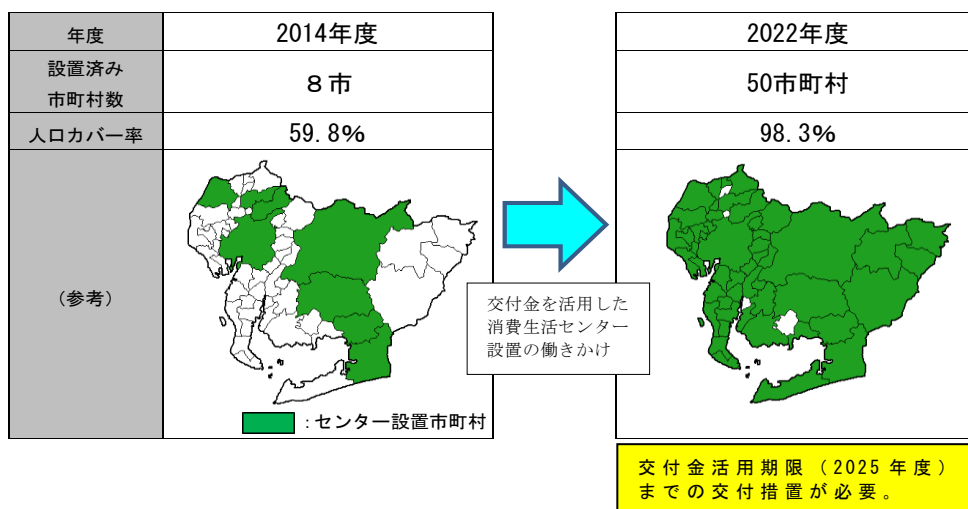 年度 2014年度 2022年度
設置済み
市町村数
8市 50市町村
人口カバー率 59.8% 98.3%
(参考)
交付金を活用した
消費生活センター
設置の働きかけ
:センター設置市町村
交付金活用期限(2025年度)
までの交付措置が必要。